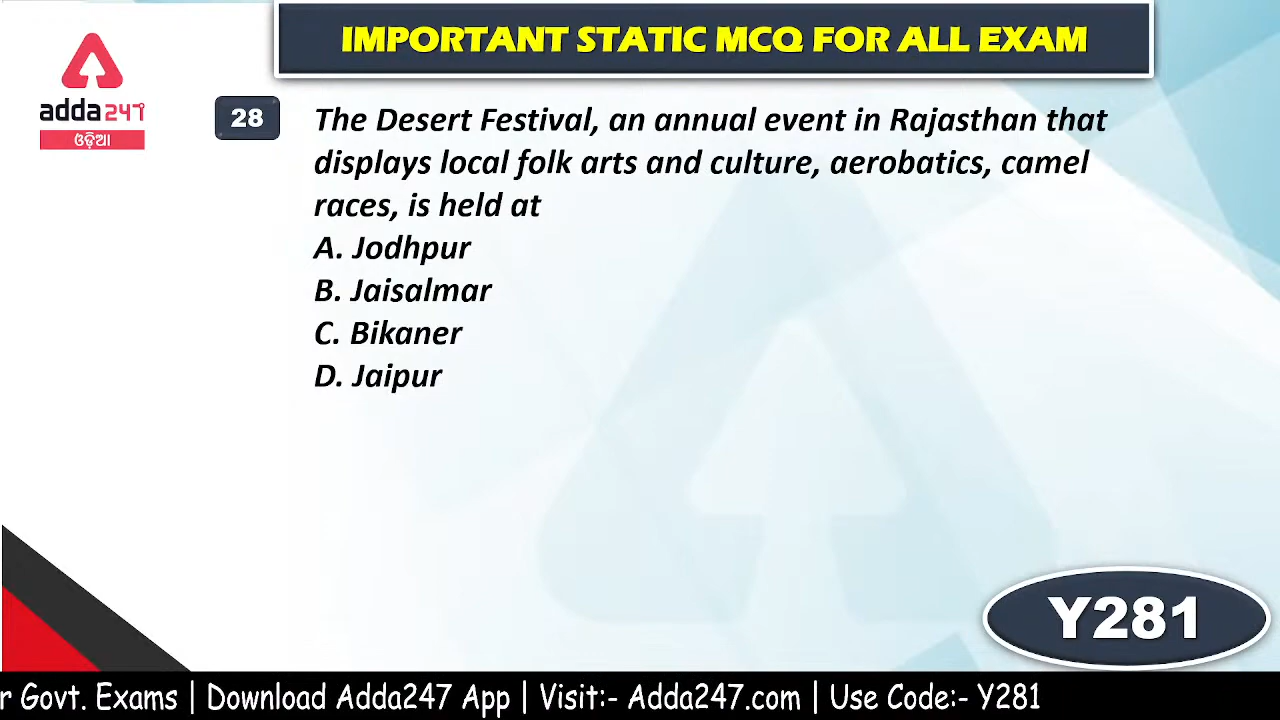 IMPORTANT STATIC MCQ FOR ALL EXAM
adda247
ଓଡ଼ିଆ
28
The Desert Festival, an annual event in Rajasthan that
displays local folk arts and culture, aerobatics, camel
races, is held at
A. Jodhpur
B. Jaisalmar
C. Bikaner
D. Jaipur
Y281
r Govt. Exams | Download Adda247 App | Visit:- Adda247.com | Use Code:- Y281